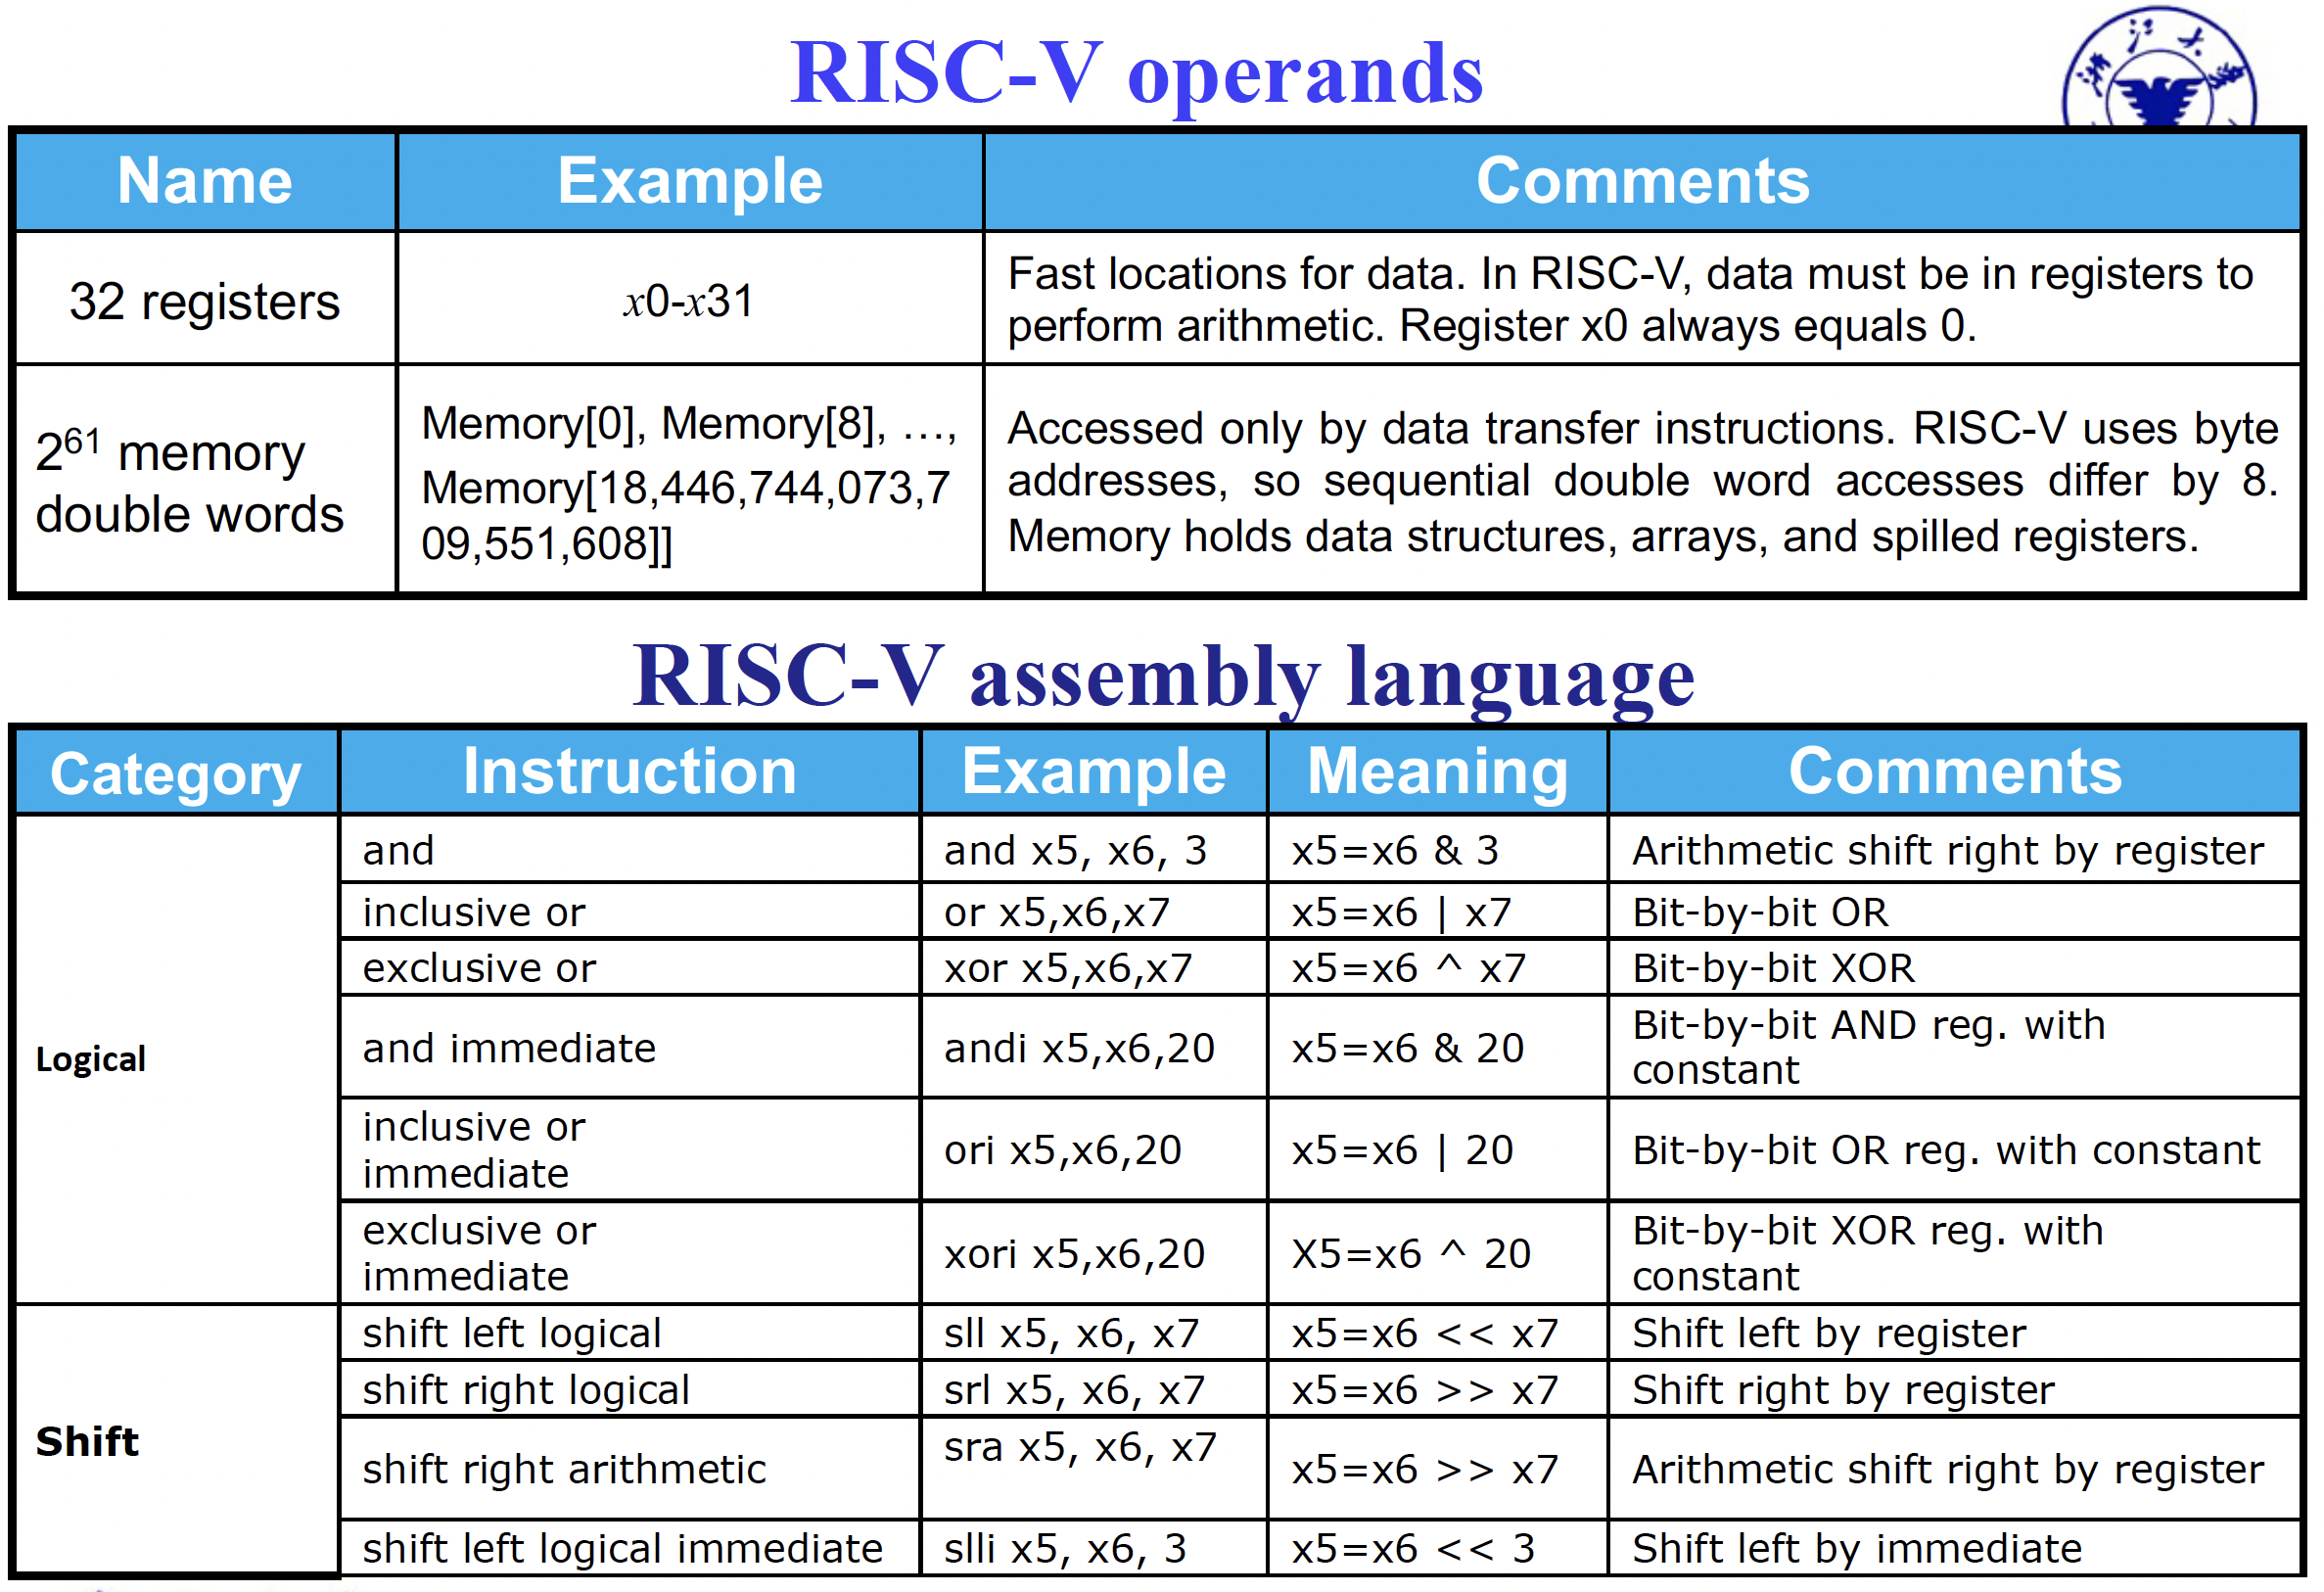 RISC-V operands
浙江大
Name Example Comments
32 registers x0-x31 Fast locations for data. In RISC-V, data must be in registers to
perform arithmetic. Register x0 always equals 0.
2^61 memory
double words
Memory[0], Memory[8], …,
Memory[18,446,744,073,7
09,551,608]]
Accessed only by data transfer instructions. RISC-V uses byte
addresses, so sequential double word accesses differ by 8.
Memory holds data structures, arrays, and spilled registers.
RISC-V assembly language
Category Instruction Example Meaning Comments
Logical
and and x5, x6, 3 x5=x6 & 3 Arithmetic shift right by register
inclusive or or x5,x6,x7 x5=x6 | x7 Bit-by-bit OR
exclusive or xor x5,x6,x7 x5=x6 ^ x7 Bit-by-bit XOR
and immediate andi x5,x6,20 x5=x6 & 20 Bit-by-bit AND reg. with
constant
inclusive or
immediate
ori x5,x6,20 x5=x6 | 20 Bit-by-bit OR reg. with constant
exclusive or
immediate
xori x5,x6,20 X5=x6 ^ 20 Bit-by-bit XOR reg. with
constant
Shift
shift left logical sll x5, x6, x7 x5=x6 << x7 Shift left by register
shift right logical srl x5, x6, x7 x5=x6 >> x7 Shift right by register
shift right arithmetic sra x5, x6, x7 x5=x6 >> x7 Arithmetic shift right by register
shift left logical immediate slli x5, x6, 3 x5=x6 << 3 Shift left by immediate